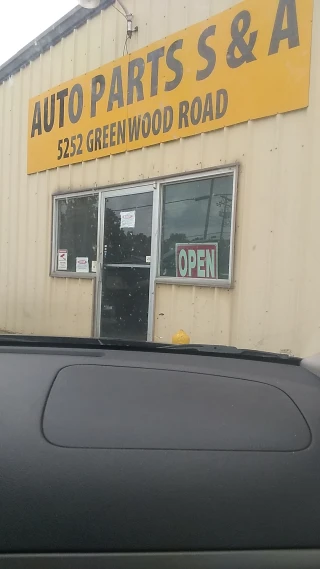 AUTO PARTS S & A
5252 GREENWOOD ROAD
OPEN